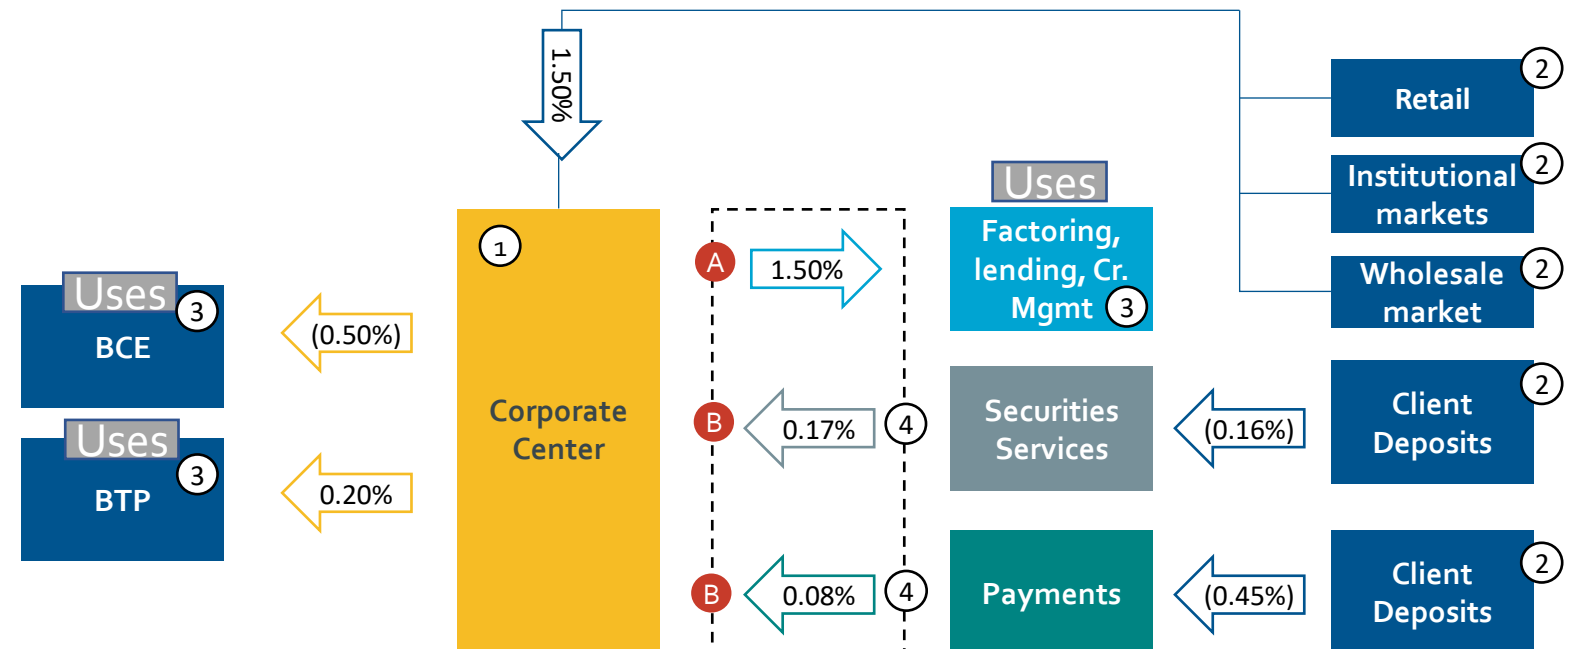 1.50%
2
Retail
2
Institutional
markets
2
Wholesale
market
Uses
Factoring,
lending, Cr.
Mgmt 3
A
1.50%
1
Corporate
Center
Uses
3
BCE
(0.50%)
Uses
3
BTP
0.20%
B
0.17%
4
Securities
Services
(0.16%)
2
Client
Deposits
B
0.08%
4
Payments
(0.45%)
2
Client
Deposits